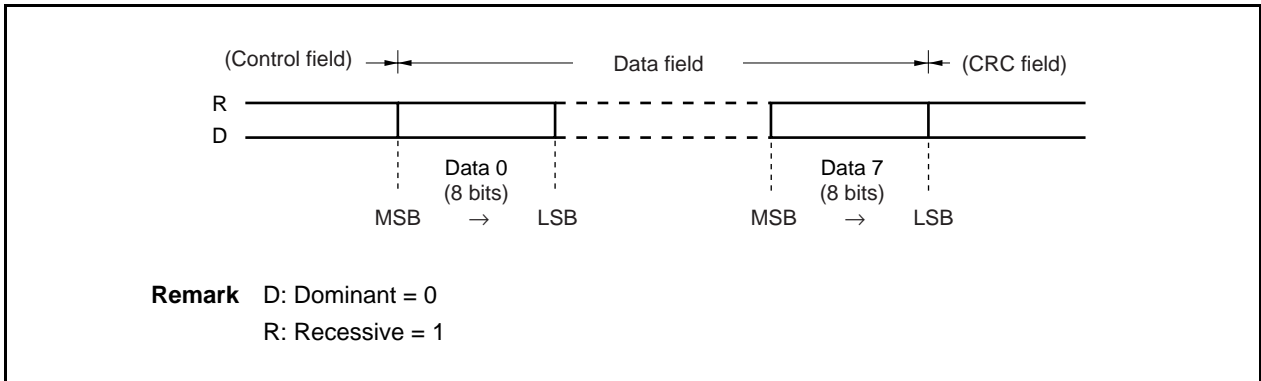 (Control field) Data field (CRC field)
R
D
Data 0 Data 7
(8 bits) (8 bits)
MSB → LSB MSB → LSB
Remark D: Dominant = 0
R: Recessive = 1